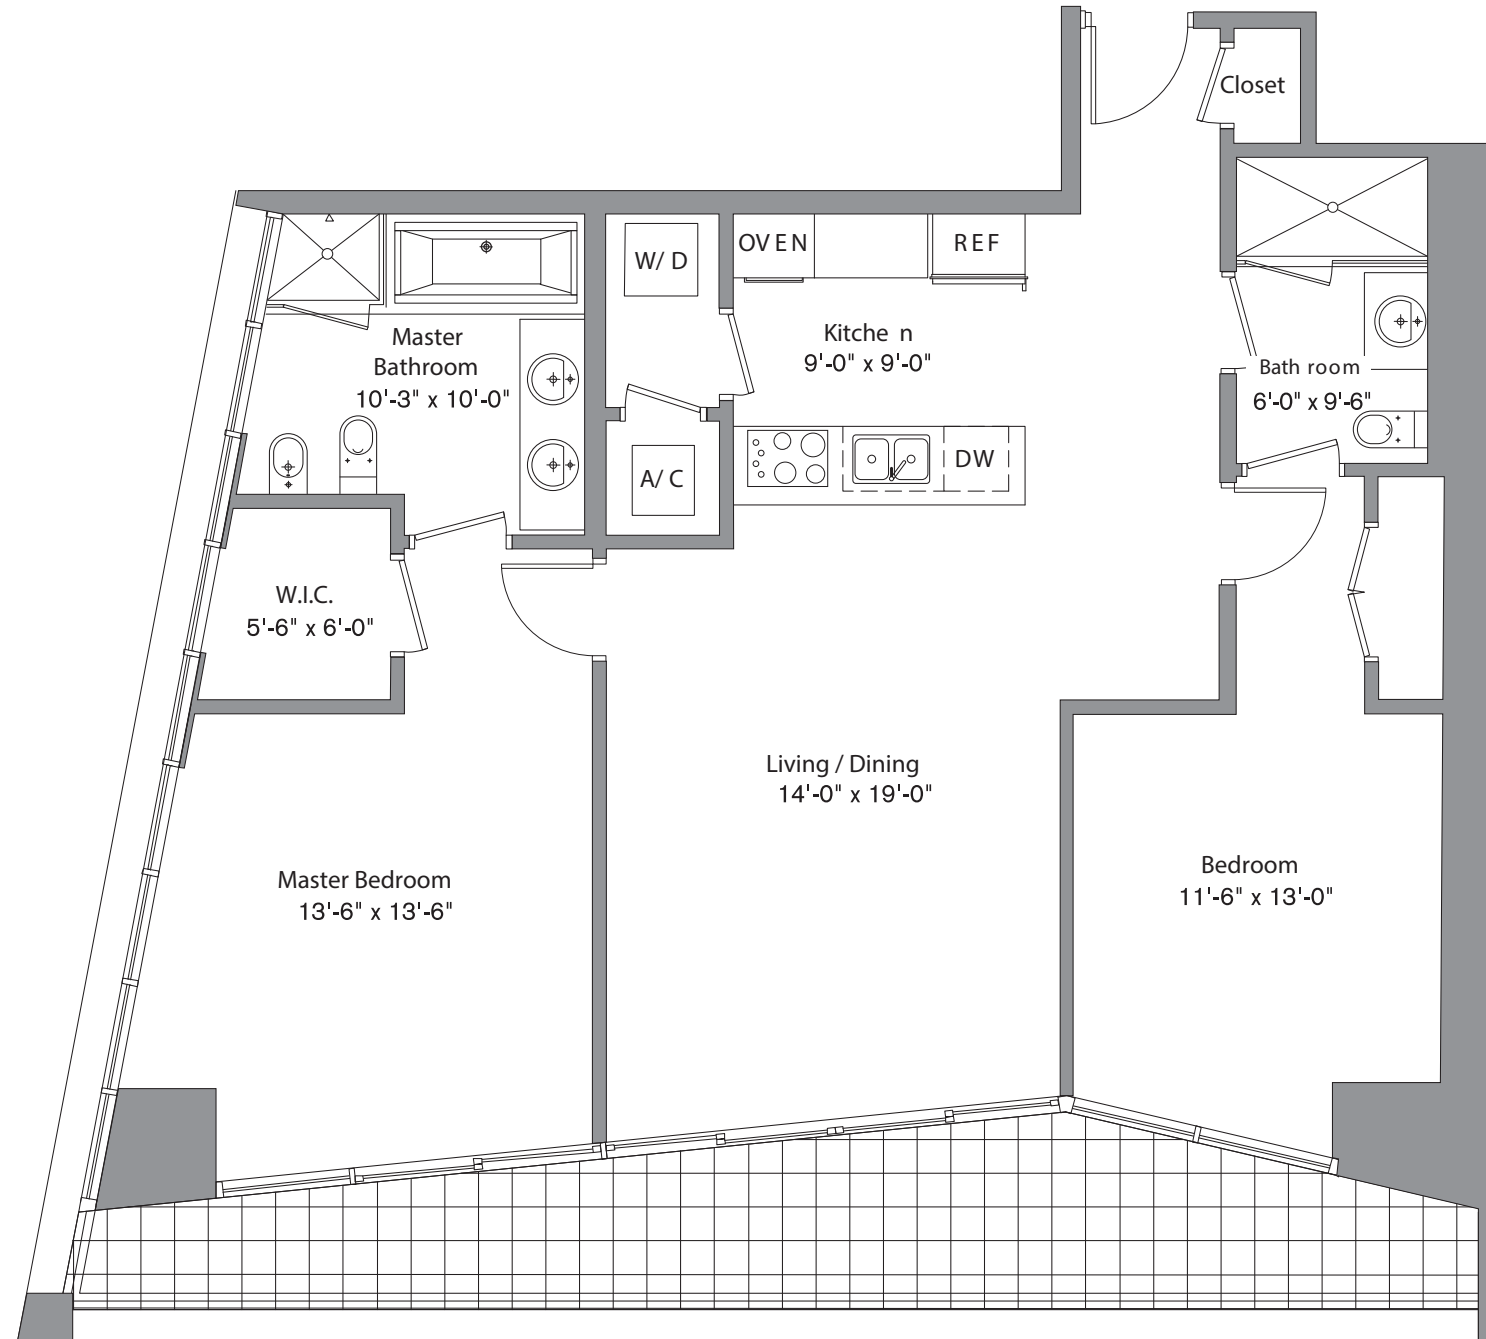 Closet
W/ D
OVEN
REF
Master
Bathroom
10'-3" x 10'-0"
Kitche n
9'-0" x 9'-0"
Bath room
6'-0" x 9'-6"
A/ C
DW
W.I.C.
5'-6" x 6'-0"
Living / Dining
14'-0" x 19'-0"
Master Bedroom
13'-6" x 13'-6"
Bedroom
11'-6" x 13'-0"